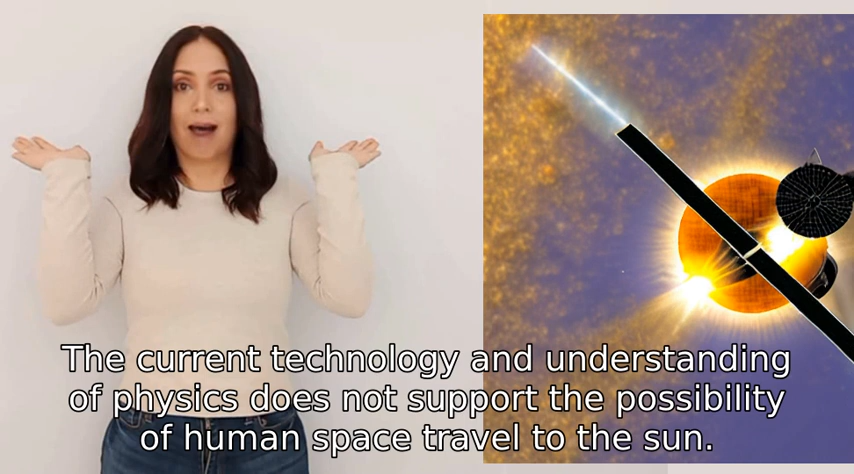 The current technology and understanding
of physics does not support the possibility
of human space travel to the sun.